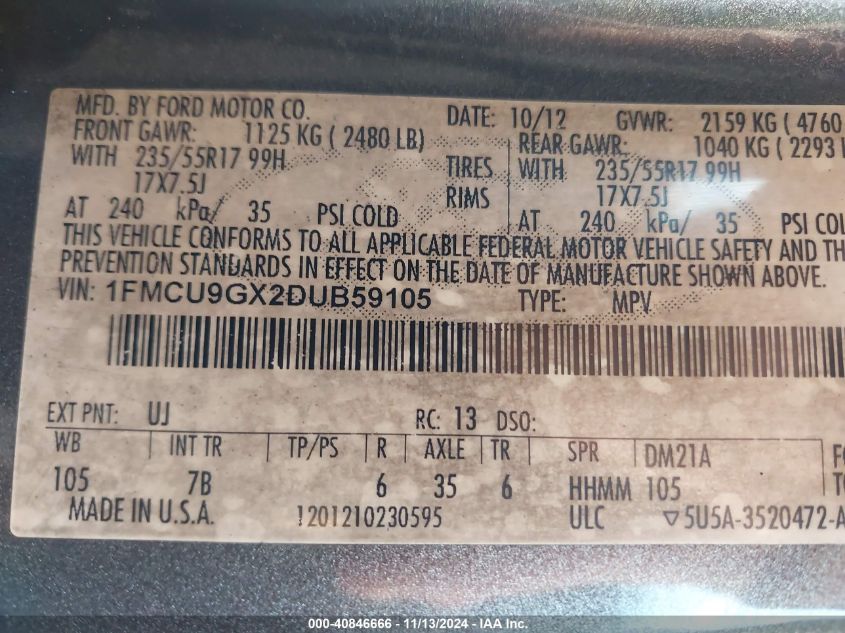 MFD. BY FORD MOTOR CO. DATE: 10/12 GVWR: 2159 KG ( 4760
FRONT GAWR: 1125 KG ( 2480 LB) REAR GAWR: 1040 KG ( 2293
WITH 235/55R17 99H TIRES WITH 235/55R17 99H
17X7.5J RIMS 17X7.5J
AT 240 kPa/ 35 PSI COLD AT 240 kPa/ 35 PSI COL
THIS VEHICLE CONFORMS TO ALL APPLICABLE FEDERAL MOTOR VEHICLE SAFETY AND TH
PREVENTION STANDARDS IN EFFECT ON THE DATE OF MANUFACTURE SHOWN ABOVE.
VIN: 1FMCU9GX2DUB59105 TYPE: MPV
EXT PNT: UJ RC: 13 DSO:
WB INT TR TP/PS R AXLE TR SPR DM21A
105 7B 6 35 6 HHMM 105
MADE IN U.S.A. 1201210230595 ULC ▽5U5A-3520472-A
000-40846666 - 11/13/2024 - IAA Inc.